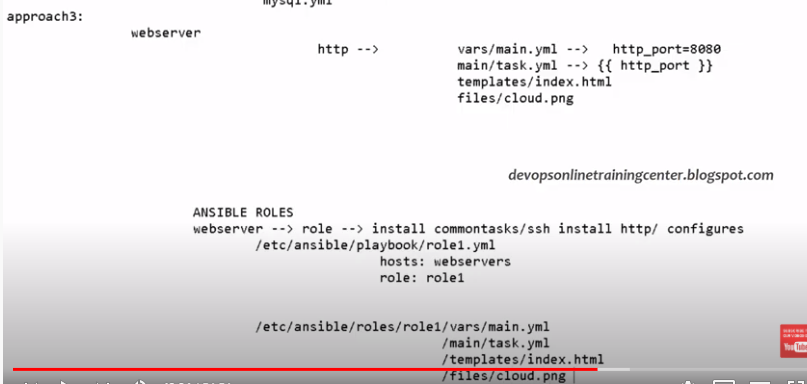 mysql.yml
approach3:
webserver
http --> vars/main.yml --> http_port=8080
main/task.yml --> {{ http_port }}
templates/index.html
files/cloud.png
devopsonlinetrainingcenter.blogspot.com
ANSIBLE ROLES
webserver --> role --> install commontasks/ssh install http/ configures
/etc/ansible/playbook/role1.yml
hosts: webservers
role: role1
/etc/ansible/roles/role1/vars/main.yml
/main/task.yml
/templates/index.html
/files/cloud.png